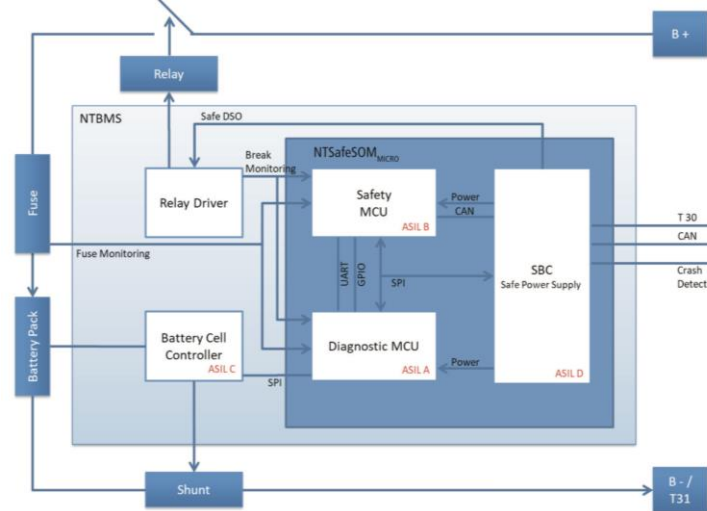 B +
Relay
NTBMS
Safe DSO
NTSafeSOM MICRO
Break
Monitoring
Relay Driver
Safety
MCU
ASIL B
Power
CAN
Fuse
T 30
CAN
Crash
Detect
Fuse Monitoring
UART
GPIO
SPI
SBC
Safe Power Supply
Battery Pack
Battery Cell
Controller
ASIL C
SPI
Diagnostic MCU
ASIL A
Power
ASIL D
Shunt
B - /
T31